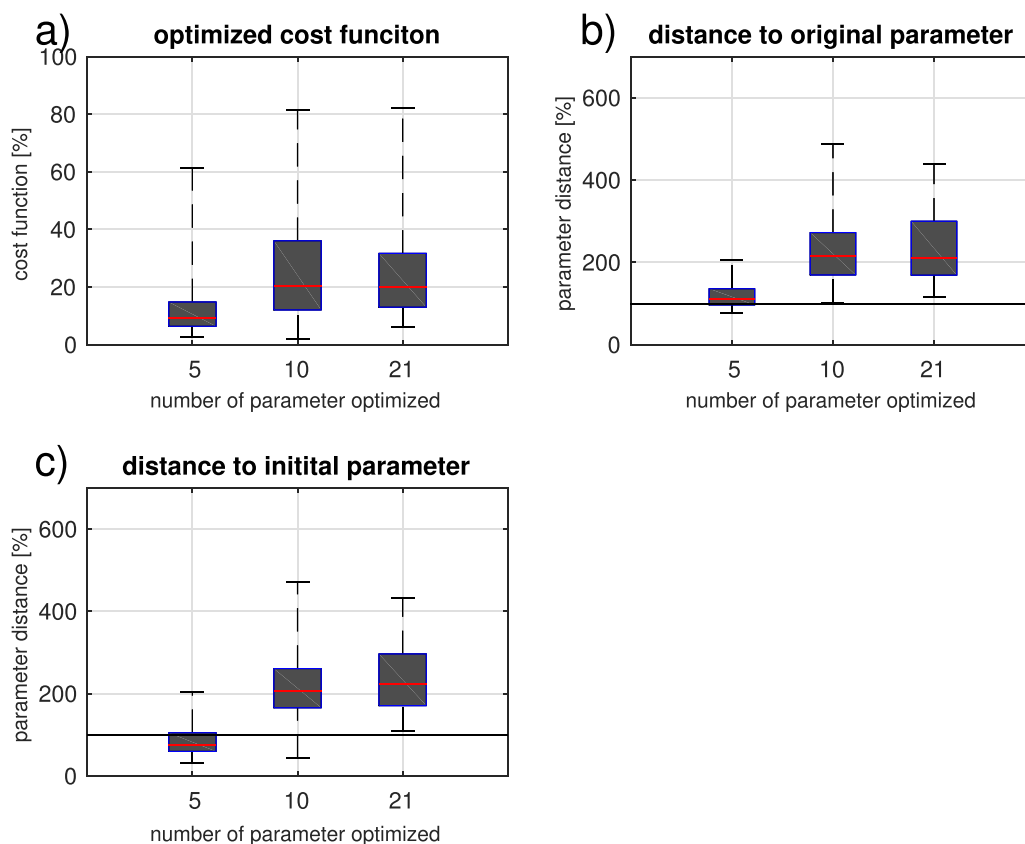 a)
optimized cost funciton
100
80
60
40
20
0
cost function [%]
5 10 21
number of parameter optimized
b)
distance to original parameter
600
400
200
0
parameter distance [%]
5 10 21
number of parameter optimized
c)
distance to initital parameter
600
400
200
0
parameter distance [%]
5 10 21
number of parameter optimized